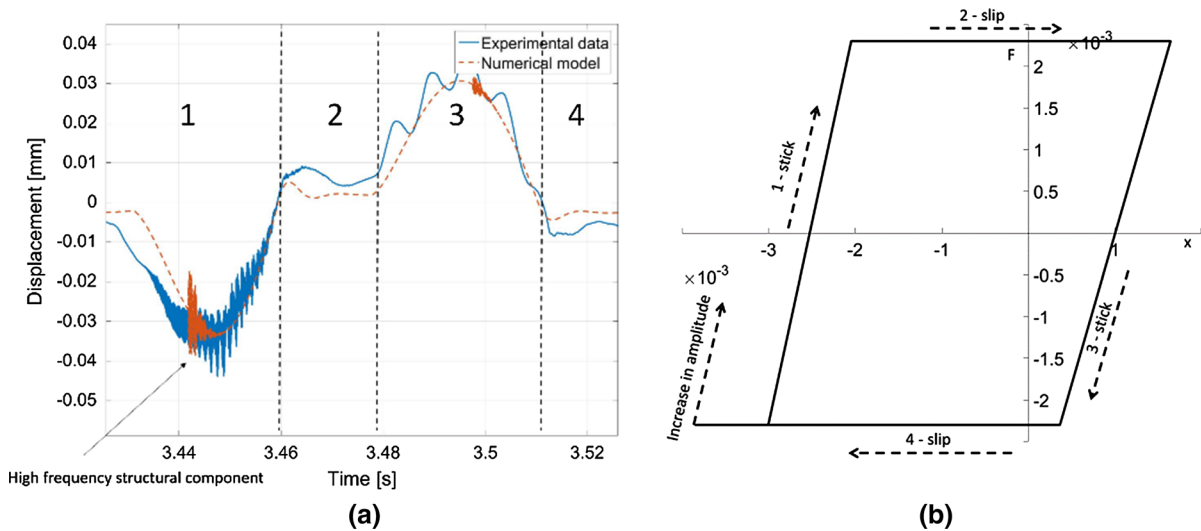 0.04
0.03
0.02
0.01
0
-0.01
-0.02
-0.03
-0.04
-0.05
Displacement [mm]
Experimental data
Numerical model
1
2
3
4
3.44
3.46
3.48
3.5
3.52
Time [s]
High frequency structural component
(a)
2 - slip
F
×10⁻³
2
1.5
1
0.5
-0.5
-1
-1.5
-2
-3
-2
-1
1
x
×10⁻³
1 - stick
3 - stick
Increase in amplitude
4 - slip
(b)